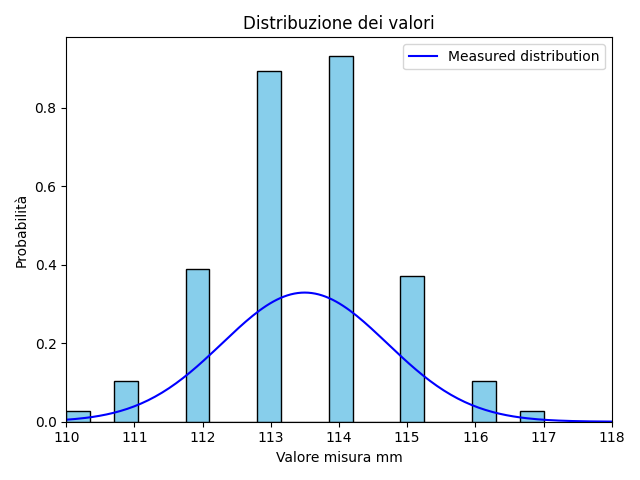 Distribuzione dei valori
Measured distribution
Probabilità
0.8
0.6
0.4
0.2
0.0
110 111 112 113 114 115 116 117 118
Valore misura mm